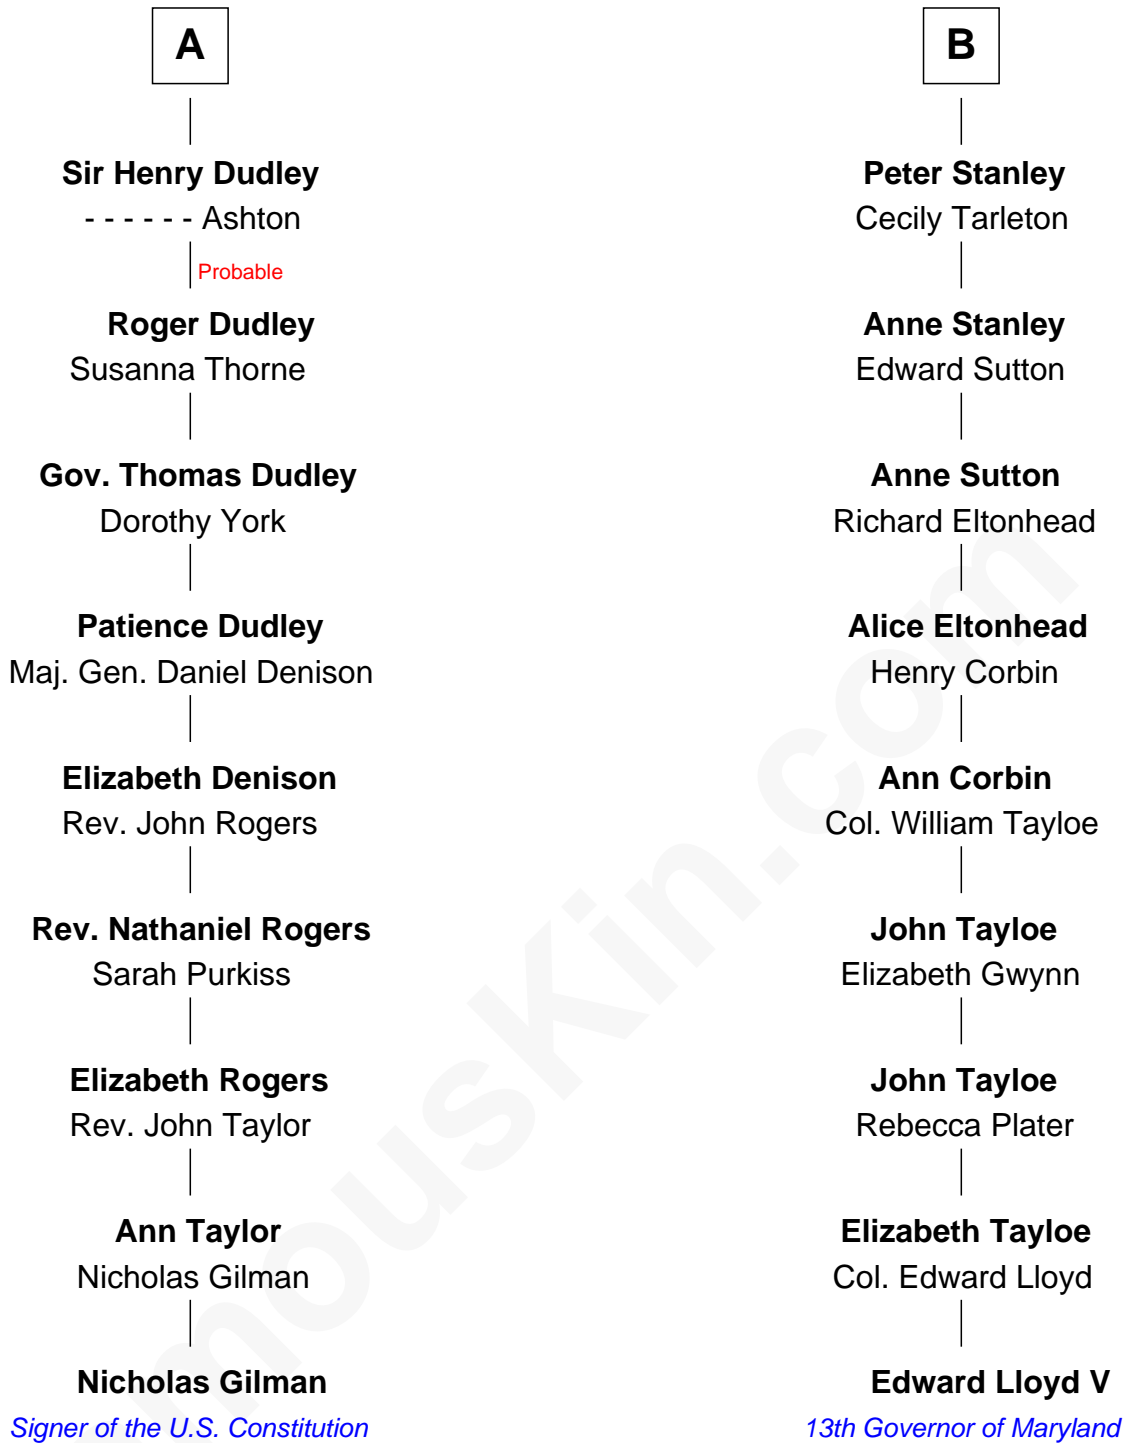 A
Sir Henry Dudley
- - - - - - Ashton
Probable
Roger Dudley
Susanna Thorne
Gov. Thomas Dudley
Dorothy York
Patience Dudley
Maj. Gen. Daniel Denison
Elizabeth Denison
Rev. John Rogers
Rev. Nathaniel Rogers
Sarah Purkiss
Elizabeth Rogers
Rev. John Taylor
Ann Taylor
Nicholas Gilman
Nicholas Gilman
Signer of the U.S. Constitution
B
Peter Stanley
Cecily Tarleton
Anne Stanley
Edward Sutton
Anne Sutton
Richard Eltonhead
Alice Eltonhead
Henry Corbin
Ann Corbin
Col. William Tayloe
John Tayloe
Elizabeth Gwynn
John Tayloe
Rebecca Plater
Elizabeth Tayloe
Col. Edward Lloyd
Edward Lloyd V
13th Governor of Maryland
mousKin.com